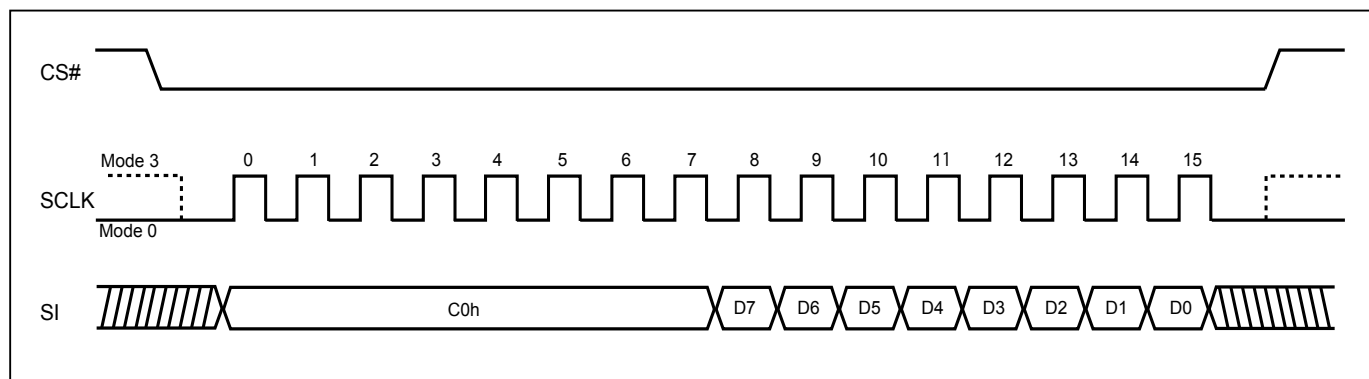 CS#
Mode 3
0 1 2 3 4 5 6 7 8 9 10 11 12 13 14 15
SCLK
Mode 0
SI
C0h D7 D6 D5 D4 D3 D2 D1 D0